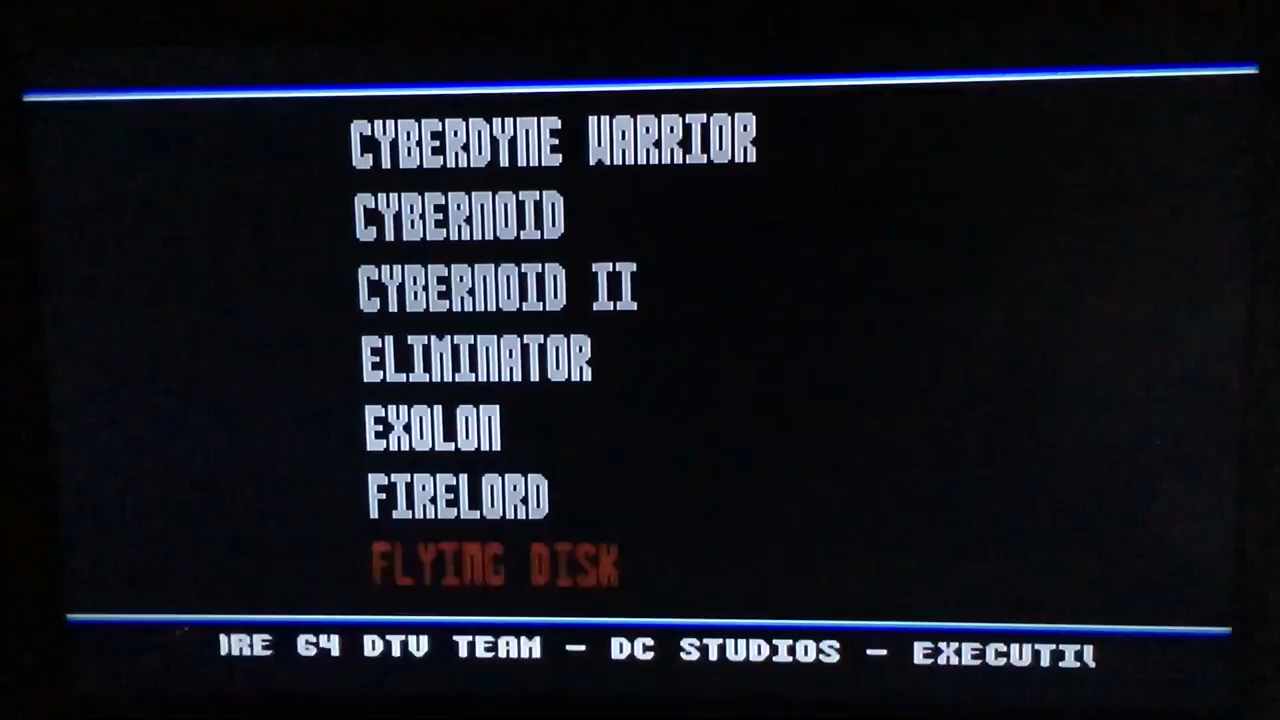 CYBERDYNE WARRIOR
CYBERNOID
CYBERNOID II
ELIMINATOR
EXOLON
FIRELORD
FLYING DISK
64 DTV TEAM - DC STUDIOS -